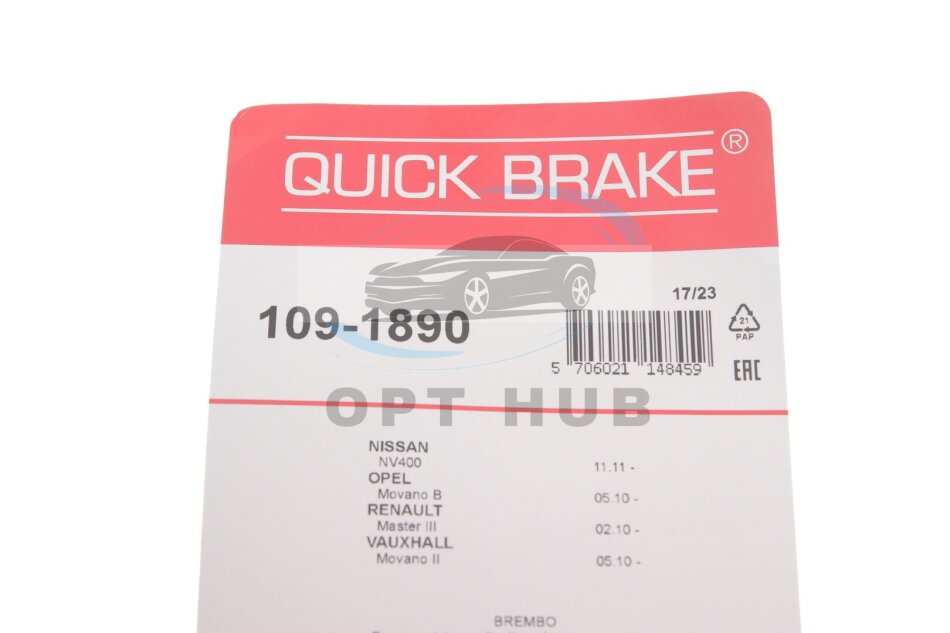 QUICK BRAKE®
17/23
109-1890
21
PAP
5 706021 148459
EAC
OPT HUB
NISSAN
NV400 11.11 -
OPEL
Movano B 05.10 -
RENAULT
Master III 02.10 -
VAUXHALL
Movano II 05.10 -
BREMBO